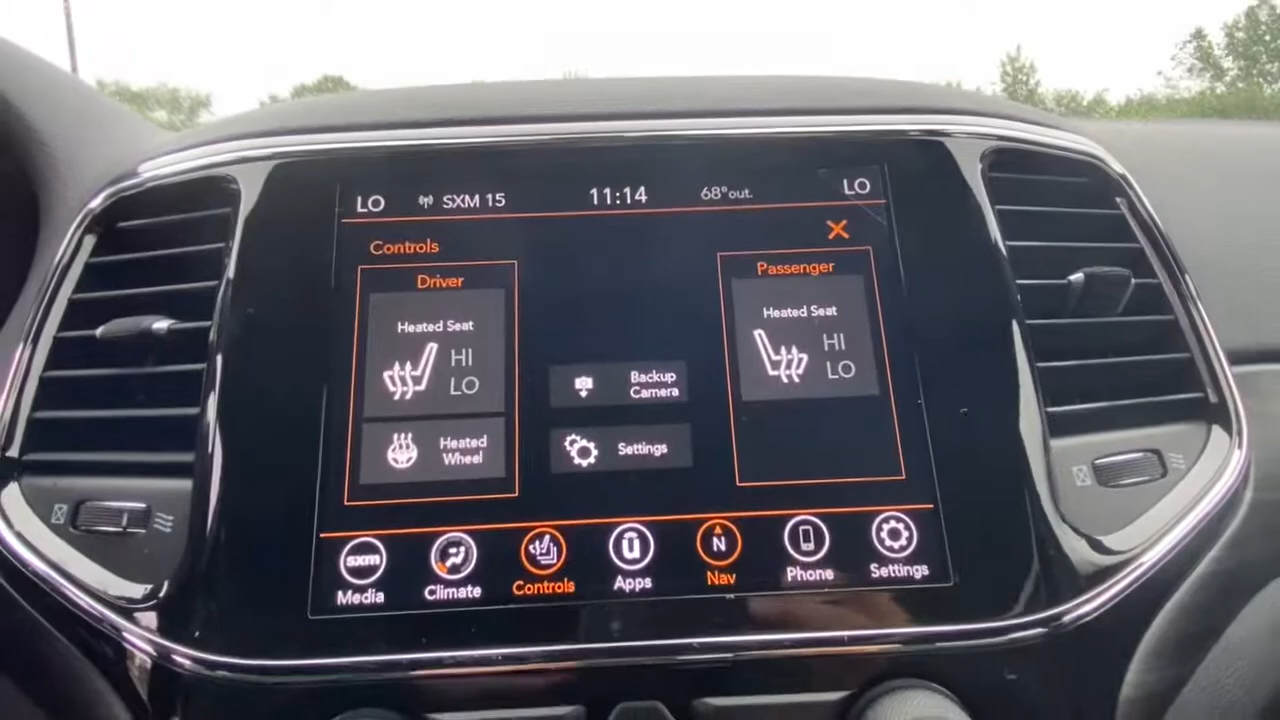 LO SXM 15 11:14 68° out. LO
Controls
Driver
Heated Seat
HI
LO
Heated
Wheel
Backup
Camera
Settings
Passenger
Heated Seat
HI
LO
sxm
Media
Climate
Controls
u
Apps
N
Nav
Phone
Settings